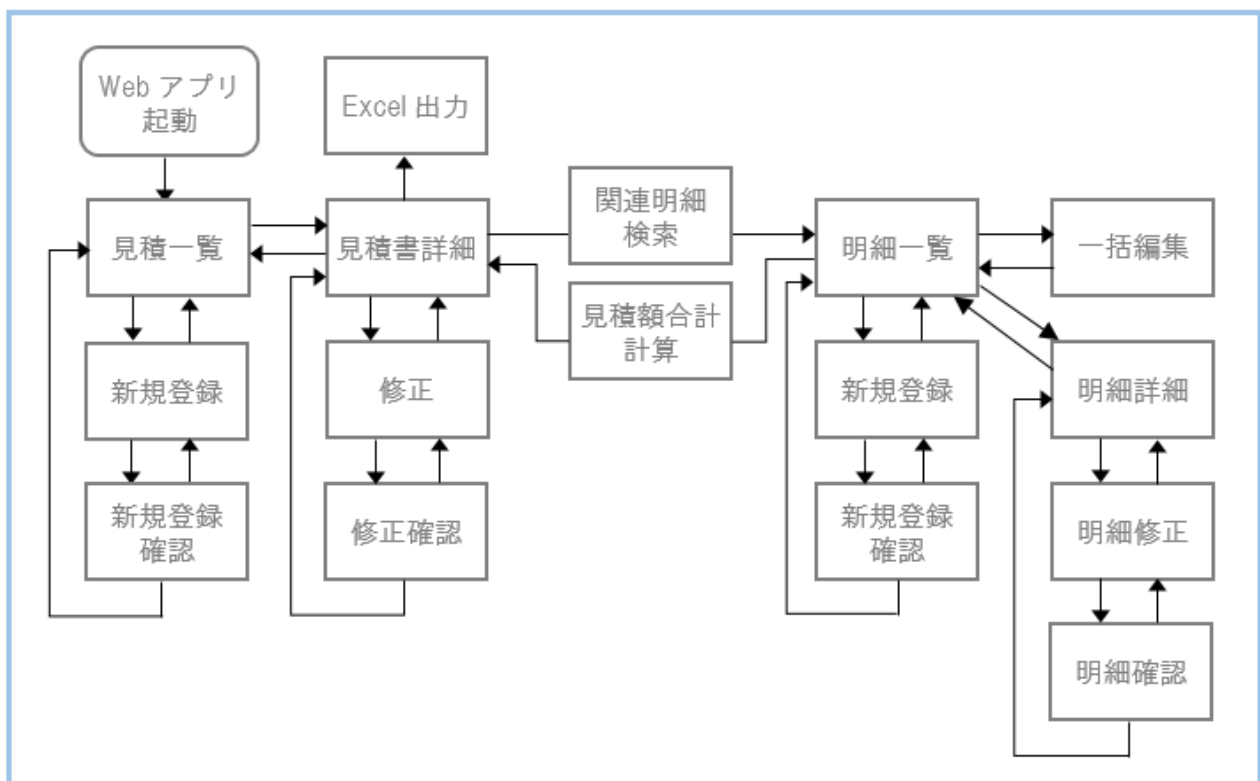 Web アプリ
起動
Excel 出力
関連明細
検索
見積一覧
見積書詳細
明細一覧
一括編集
見積額合計
計算
新規登録
修正
新規登録
明細詳細
新規登録
確認
修正確認
新規登録
確認
明細修正
明細確認